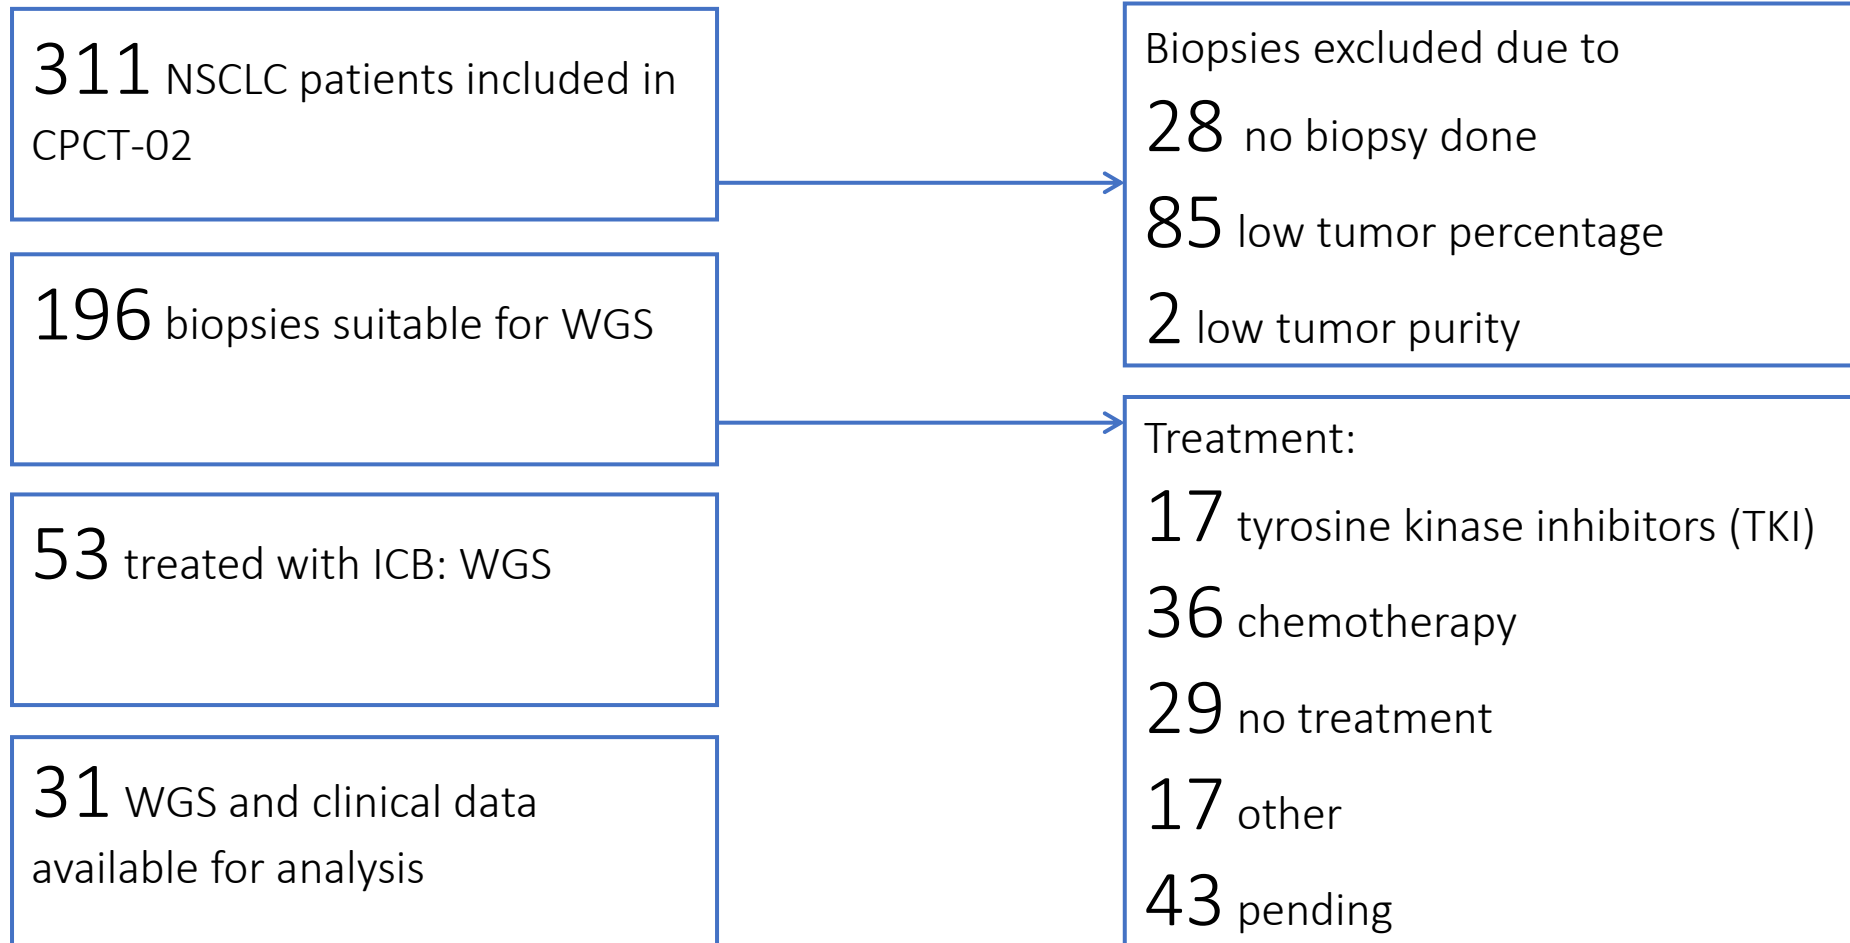 311 NSCLC patients included in
CPCT-02
196 biopsies suitable for WGS
53 treated with ICB: WGS
31 WGS and clinical data
available for analysis
Biopsies excluded due to
28 no biopsy done
85 low tumor percentage
2 low tumor purity
Treatment:
17 tyrosine kinase inhibitors (TKI)
36 chemotherapy
29 no treatment
17 other
43 pending